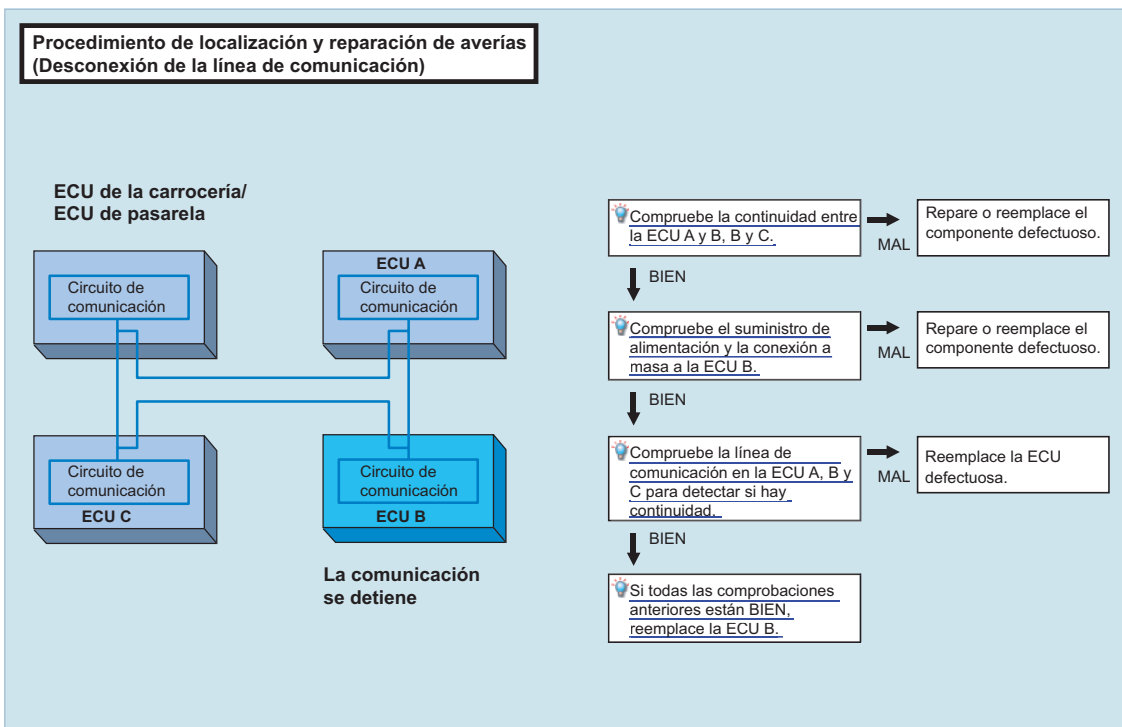 Procedimiento de localización y reparación de averías
(Desconexión de la línea de comunicación)
ECU de la carrocería/
ECU de pasarela
Circuito de
comunicación
ECU A
Circuito de
comunicación
Circuito de
comunicación
ECU C
Circuito de
comunicación
ECU B
La comunicación
se detiene
Compruebe la continuidad entre
la ECU A y B, B y C.
MAL
Repare o reemplace el
componente defectuoso.
BIEN
Compruebe el suministro de
alimentación y la conexión a
masa a la ECU B.
MAL
Repare o reemplace el
componente defectuoso.
BIEN
Compruebe la línea de
comunicación en la ECU A, B y
C para detectar si hay
continuidad.
MAL
Reemplace la ECU
defectuosa.
BIEN
Si todas las comprobaciones
anteriores están BIEN,
reemplace la ECU B.